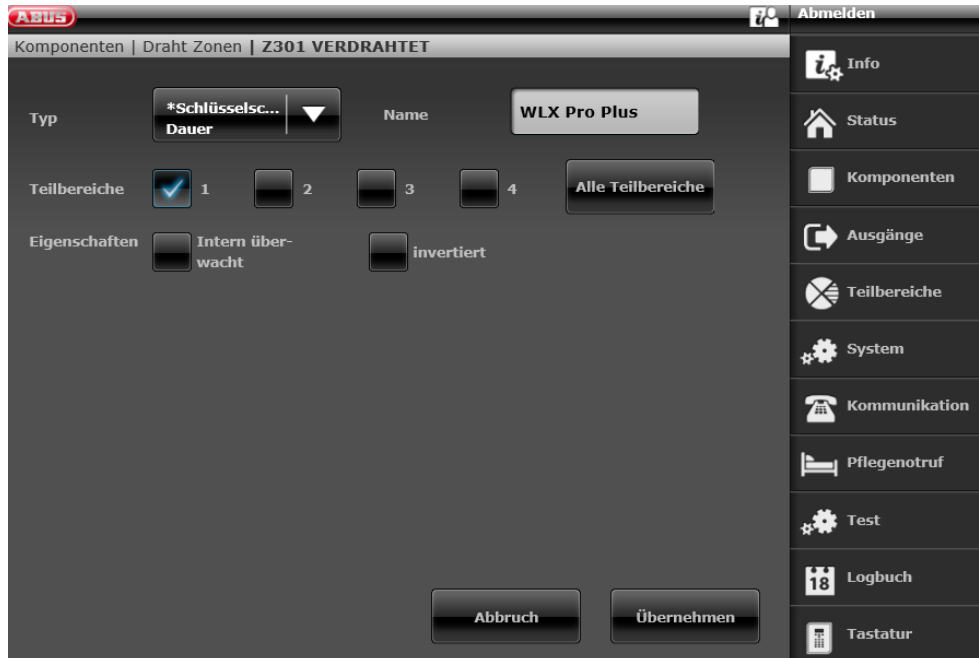 ABUS
Abmelden
Komponenten | Draht Zonen | Z301 VERDRAHTET
Typ
*Schlüsselsc...
Dauer
Name
WLX Pro Plus
Teilbereiche
1
2
3
4
Alle Teilbereiche
Eigenschaften
Intern über-
wacht
invertiert
Abbruch
Übernehmen
Info
Status
Komponenten
Ausgänge
Teilbereiche
System
Kommunikation
Pflegenotruf
Test
18
Logbuch
Tastatur